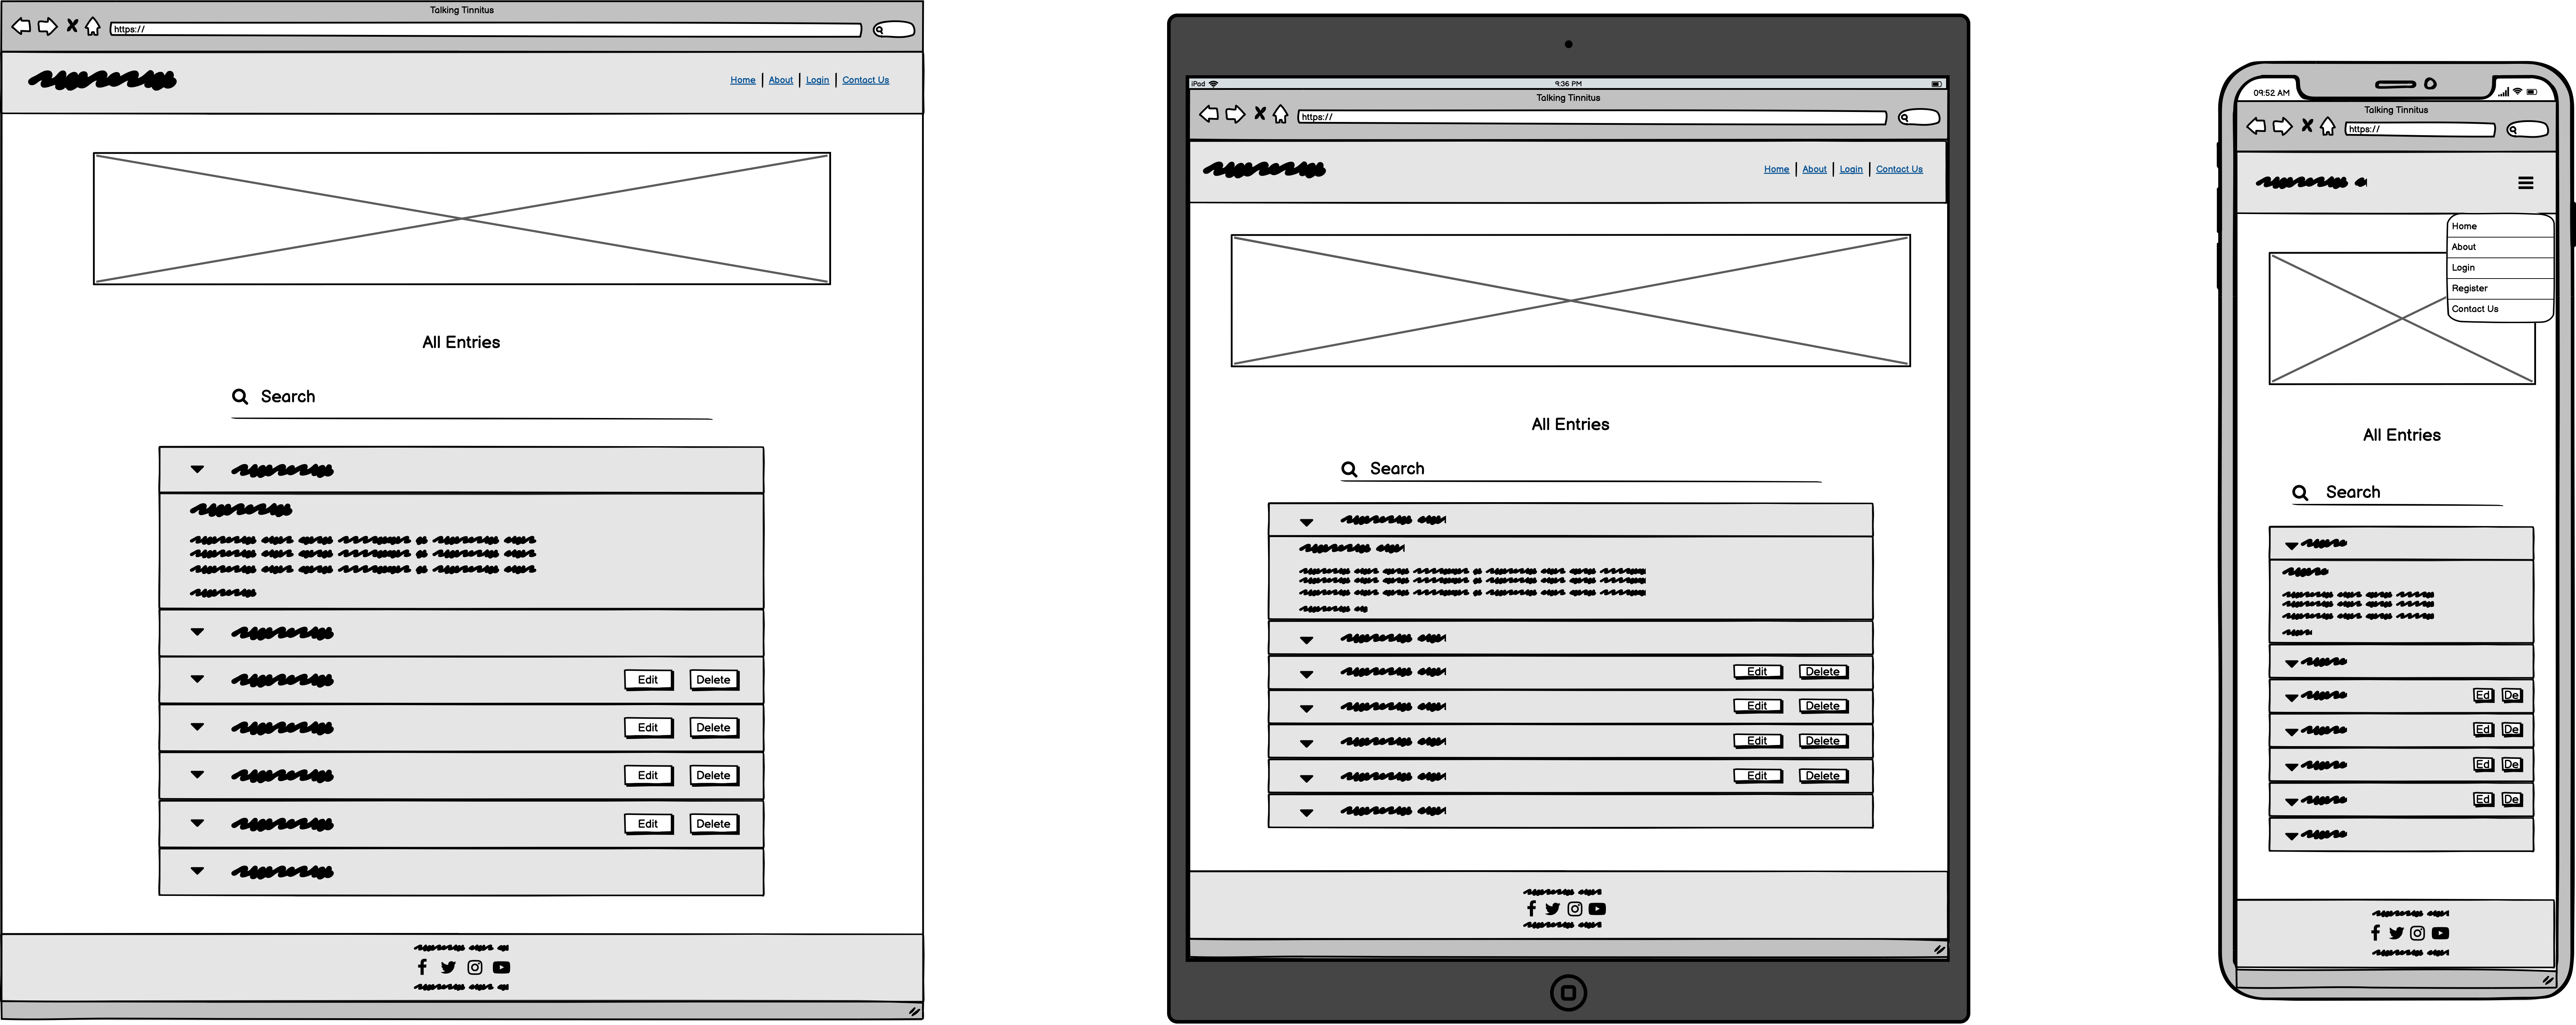 Talking Tinnitus
https://
Home About Login Contact Us
All Entries
Search
Edit Delete
Edit Delete
Edit Delete
Edit Delete
iPad 9:36 PM
Talking Tinnitus
https://
Home About Login Contact Us
All Entries
Search
Edit Delete
Edit Delete
Edit Delete
Edit Delete
09:52 AM
Talking Tinnitus
https://
Home
About
Login
Register
Contact Us
All Entries
Search
Ed De
Ed De
Ed De
Ed De